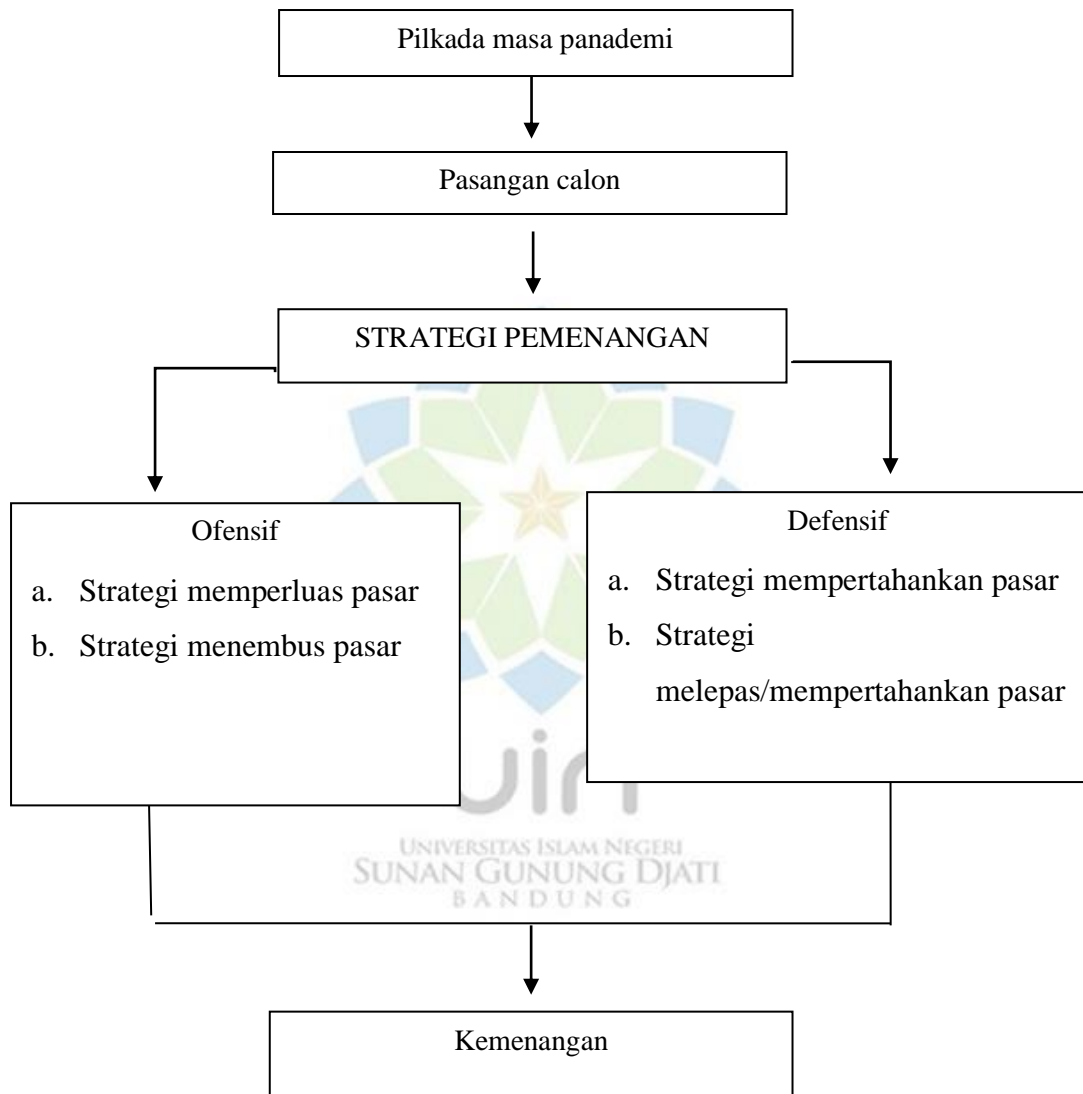 Pilkada masa panademi
Pasangan calon
STRATEGI PEMENANGAN
Ofensif
a. Strategi memperluas pasar
b. Strategi menembus pasar
Defensif
a. Strategi mempertahankan pasar
b. Strategi
melepas/mempertahankan pasar
uin
UNIVERSITAS ISLAM NEGERI
SUNAN GUNUNG DJATI
BANDUNG
Kemenangan